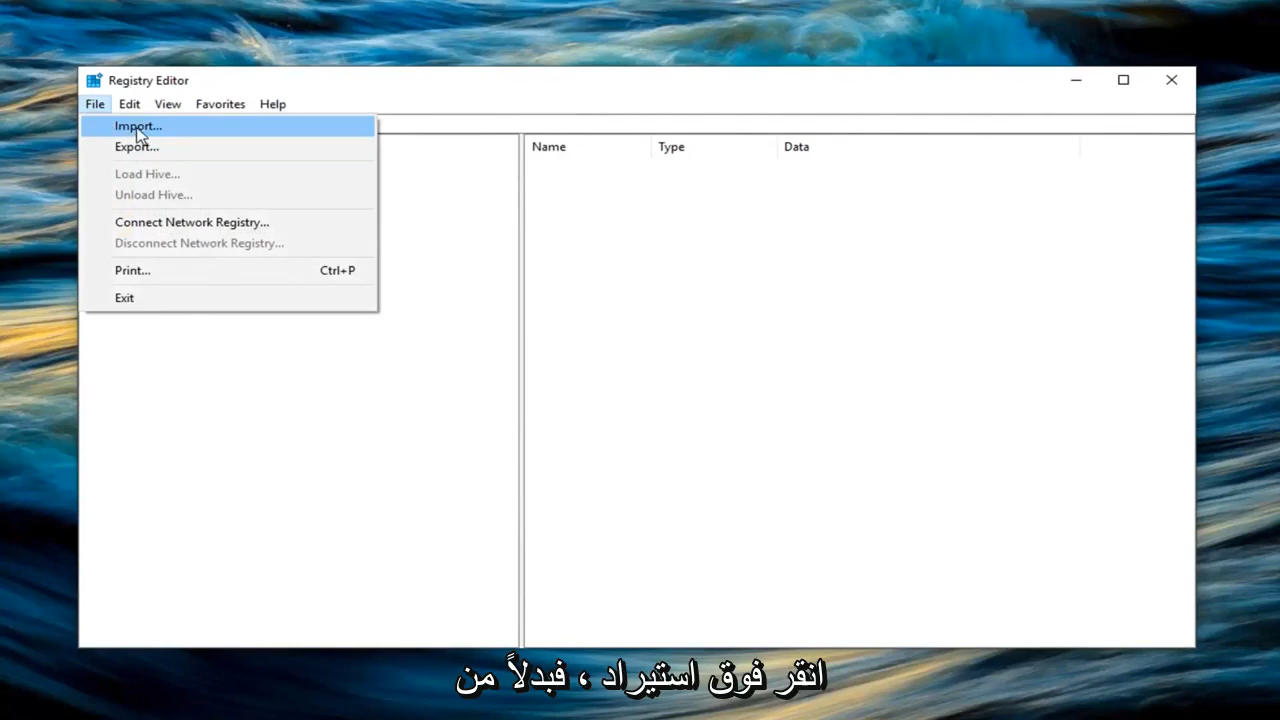 Registry Editor
File Edit View Favorites Help
Import...
Export...
Load Hive...
Unload Hive...
Connect Network Registry...
Disconnect Network Registry...
Print... Ctrl+P
Exit
Name Type Data
انقر فوق استيراد ، فبدلاً من